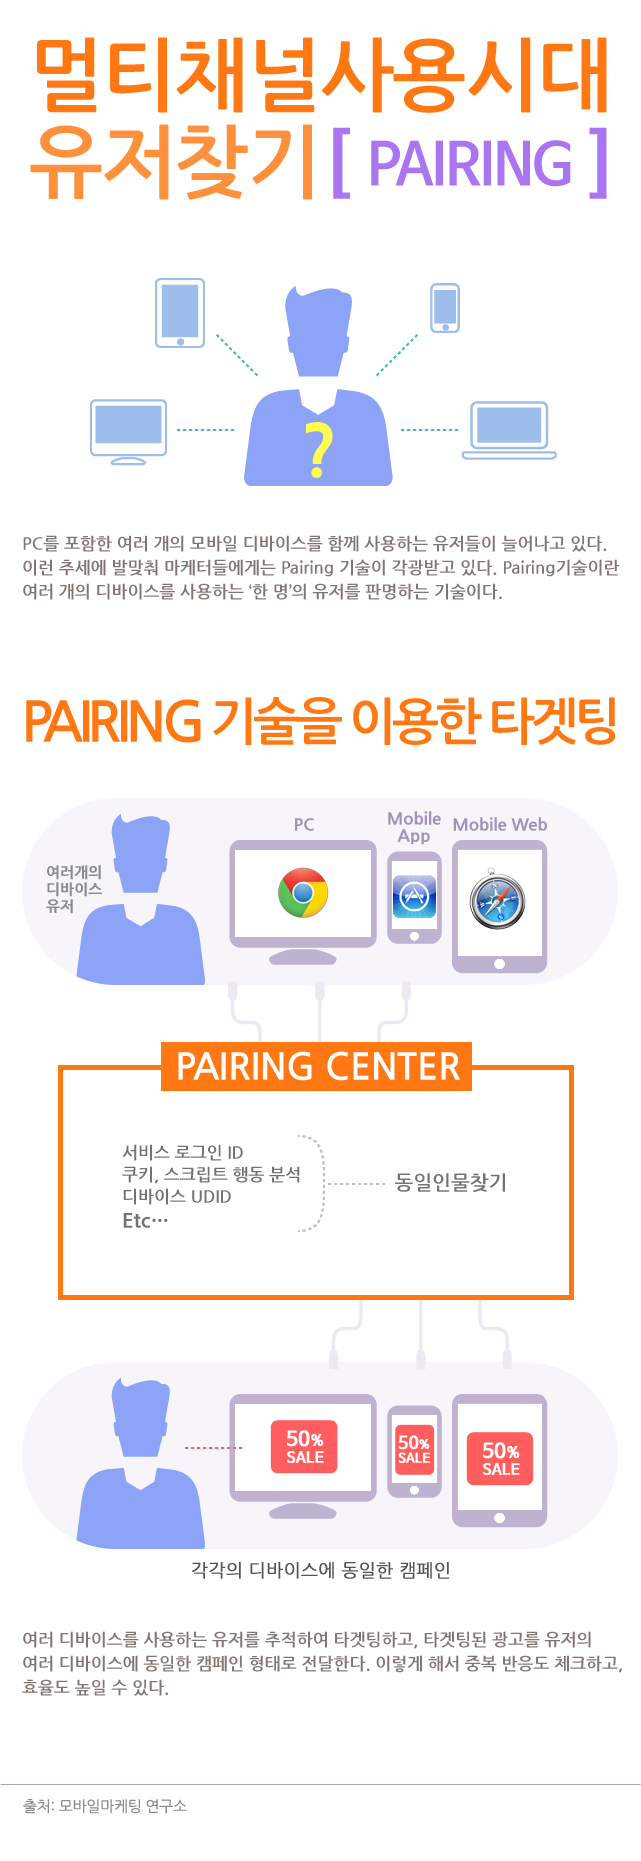 멀티채널사용시대
유저찾기 [ PAIRING ]
?
PC를 포함한 여러 개의 모바일 디바이스를 함께 사용하는 유저들이 늘어나고 있다.
이런 추세에 발맞춰 마케터들에게는 Pairing 기술이 각광받고 있다. Pairing기술이란
여러 개의 디바이스를 사용하는 ‘한 명’의 유저를 판명하는 기술이다.
PAIRING 기술을 이용한 타겟팅
여러개의
디바이스
유저
PC
Mobile
App
Mobile Web
PAIRING CENTER
서비스 로그인 ID
쿠키, 스크립트 행동 분석
디바이스 UDID
Etc…
동일인물찾기
50%
SALE
50%
SALE
50%
SALE
각각의 디바이스에 동일한 캠페인
여러 디바이스를 사용하는 유저를 추적하여 타겟팅하고, 타겟팅된 광고를 유저의
여러 디바이스에 동일한 캠페인 형태로 전달한다. 이렇게 해서 중복 반응도 체크하고,
효율도 높일 수 있다.
출처: 모바일마케팅 연구소